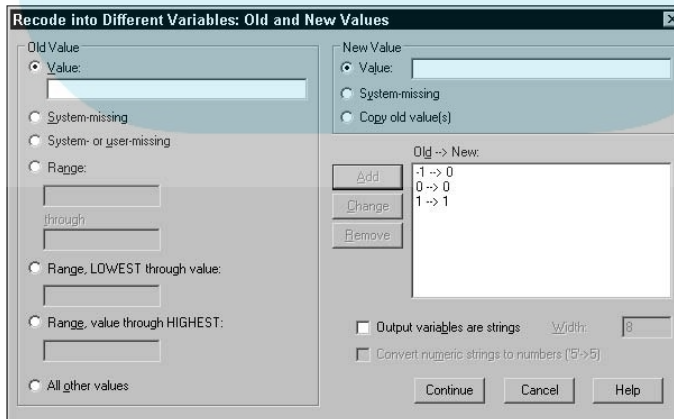 Recode into Different Variables: Old and New Values
Old Value
Value:
System-missing
System- or user-missing
Range:
through
Range, LOWEST through value:
Range, value through HIGHEST:
All other values
New Value
Value:
System-missing
Copy old value(s)
Old --> New:
Add
Change
Remove
-1 --> 0
0 --> 0
1 --> 1
Output variables are strings
Width:
8
Convert numeric strings to numbers ('5'->5)
Continue
Cancel
Help